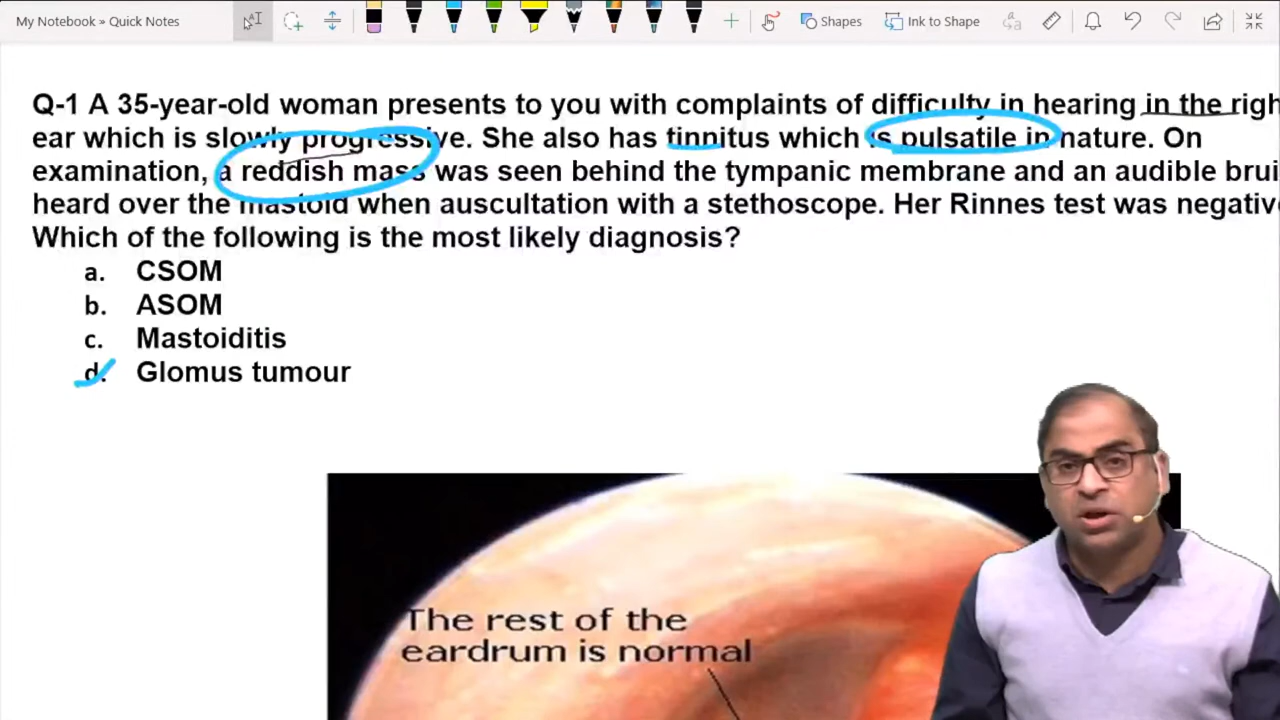 My Notebook » Quick Notes
Shapes
Ink to Shape
Q-1 A 35-year-old woman presents to you with complaints of difficulty in hearing in the righ
ear which is slowly progressive. She also has tinnitus which is pulsatile in nature. On
examination, a reddish mass was seen behind the tympanic membrane and an audible brui
heard over the mastoid when auscultation with a stethoscope. Her Rinnes test was negativ
Which of the following is the most likely diagnosis?
a. CSOM
b. ASOM
c. Mastoiditis
d. Glomus tumour
The rest of the
eardrum is normal